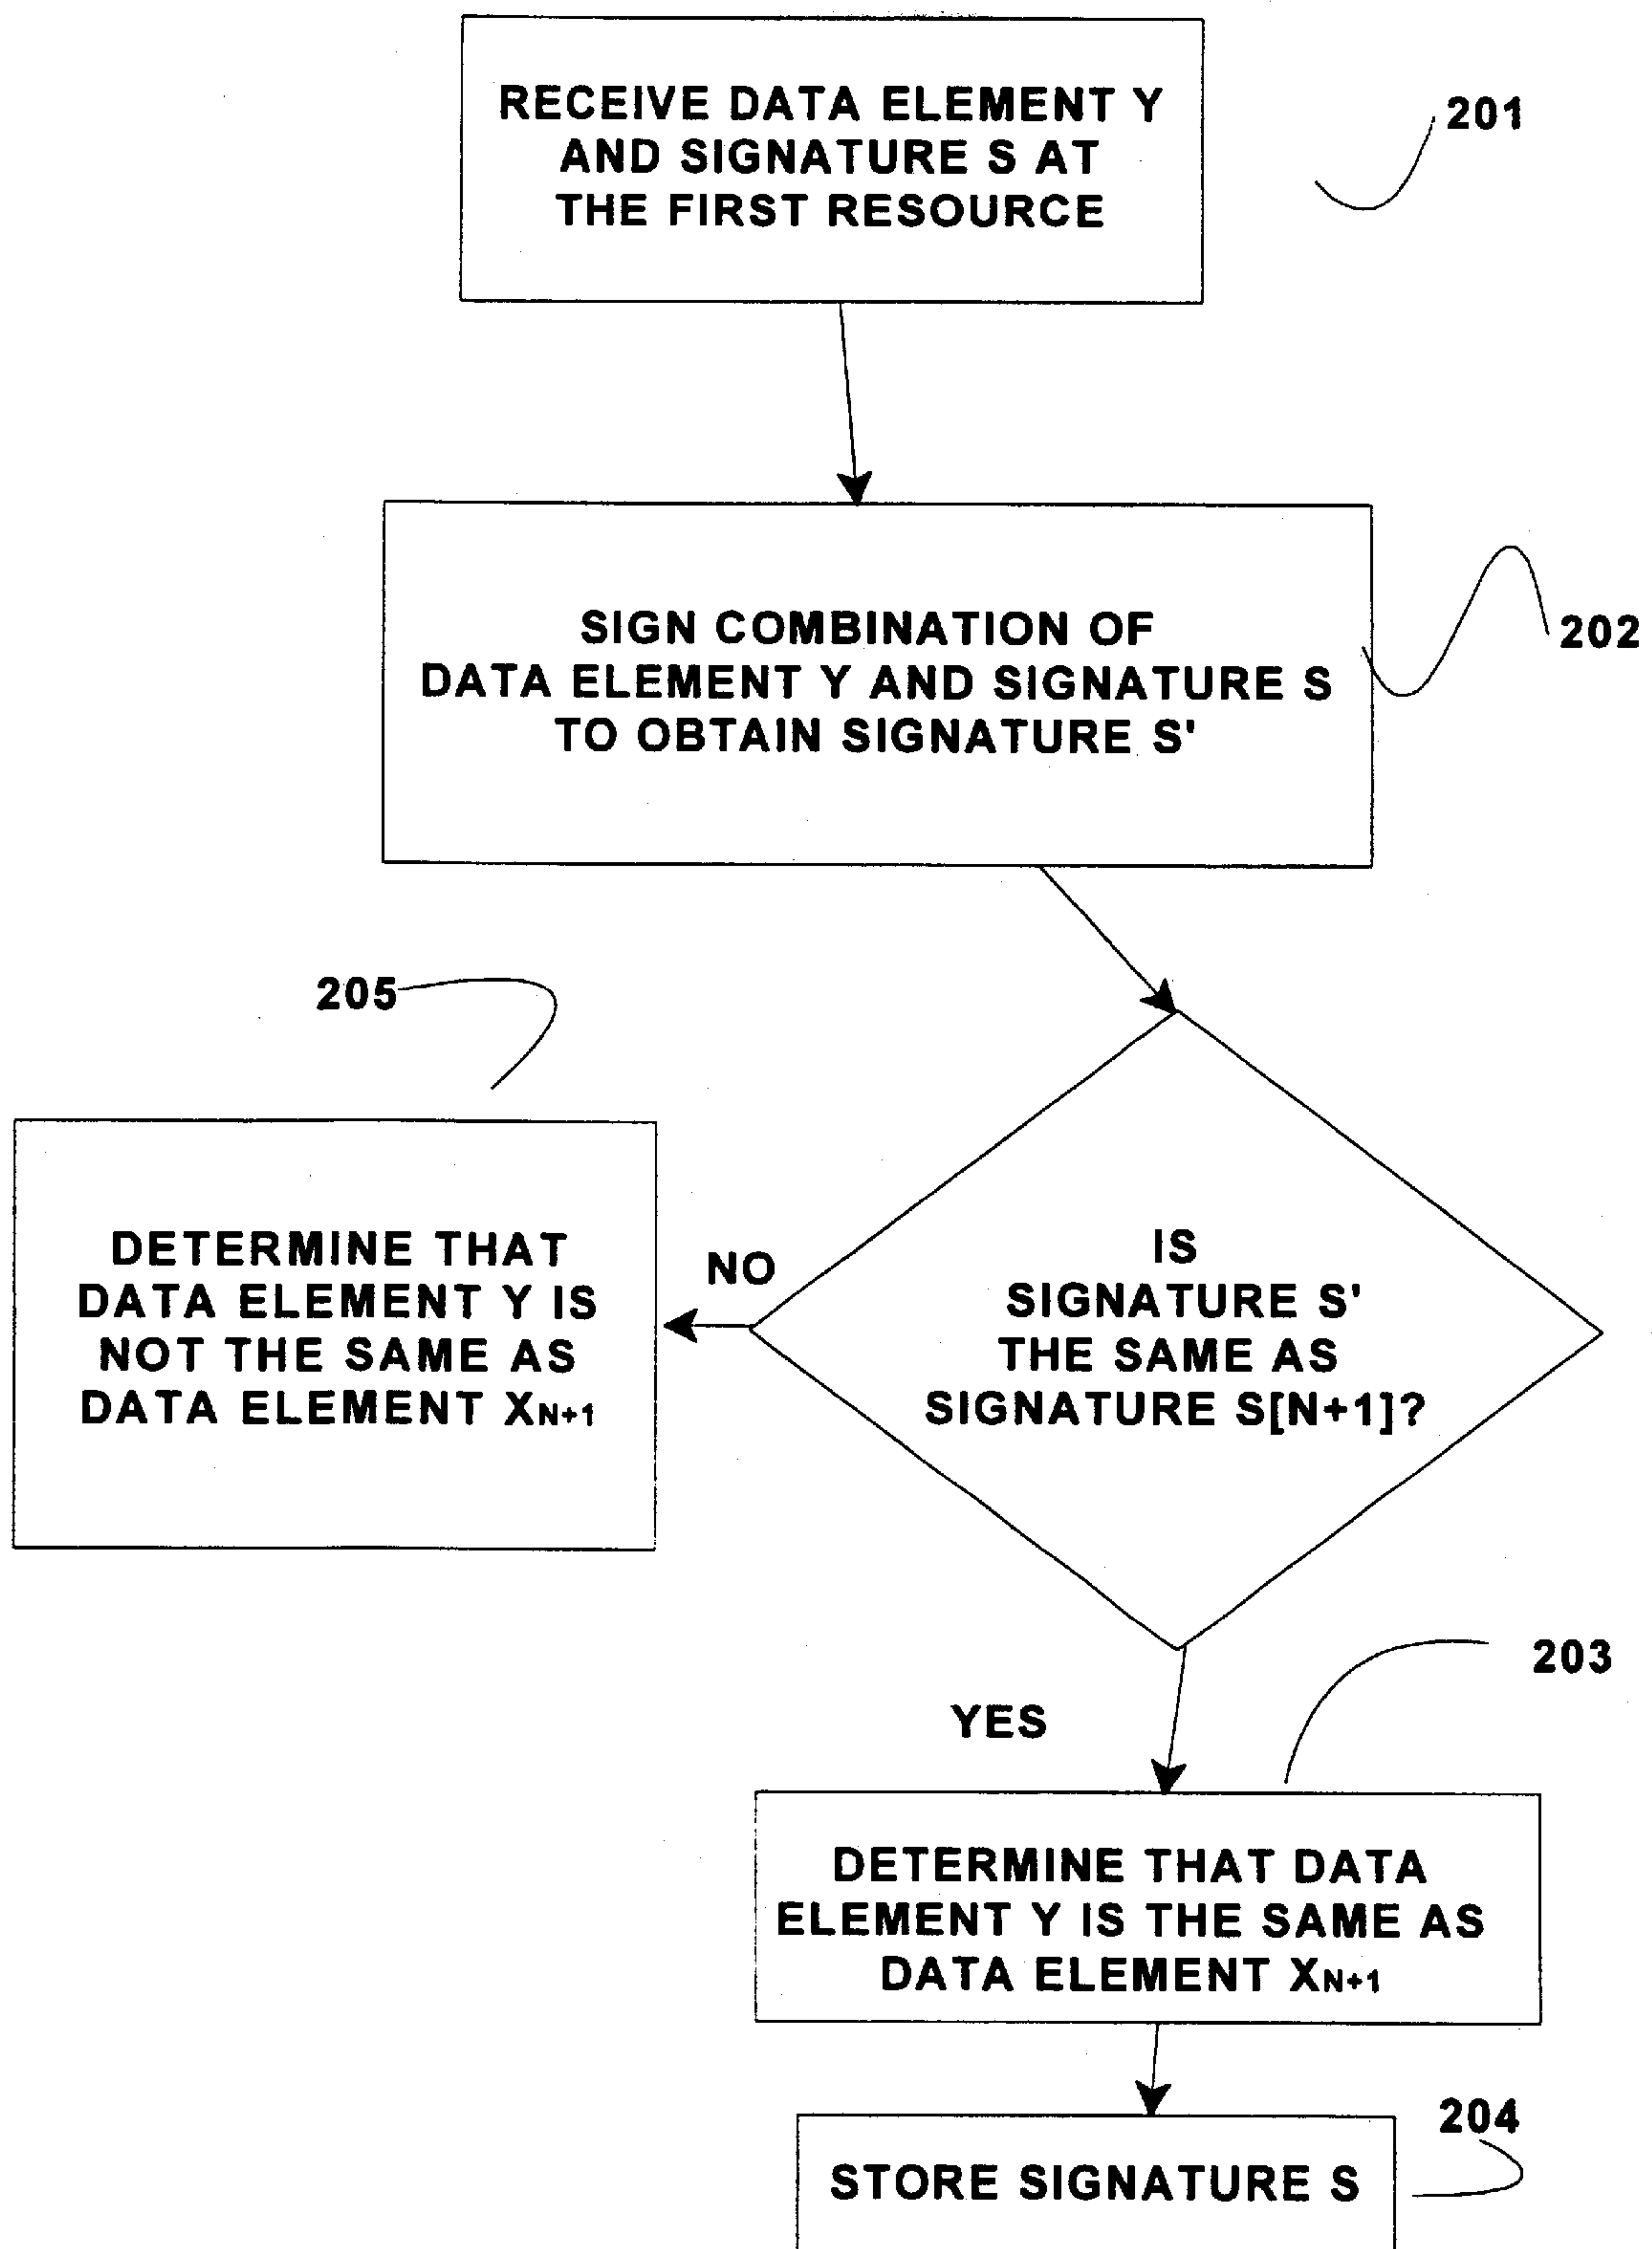 RECEIVE DATA ELEMENT Y
AND SIGNATURE S AT
THE FIRST RESOURCE
201
SIGN COMBINATION OF
DATA ELEMENT Y AND SIGNATURE S
TO OBTAIN SIGNATURE S'
202
205
DETERMINE THAT
DATA ELEMENT Y IS
NOT THE SAME AS
DATA ELEMENT XN+1
NO
IS
SIGNATURE S'
THE SAME AS
SIGNATURE S[N+1]?
YES
203
DETERMINE THAT DATA
ELEMENT Y IS THE SAME AS
DATA ELEMENT XN+1
204
STORE SIGNATURE S